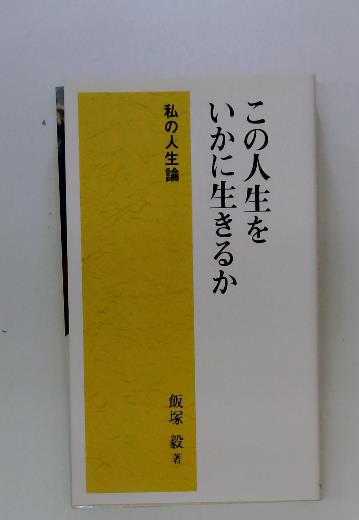 この人生を
いかに生きるか
私の人生論
飯塚 毅 著